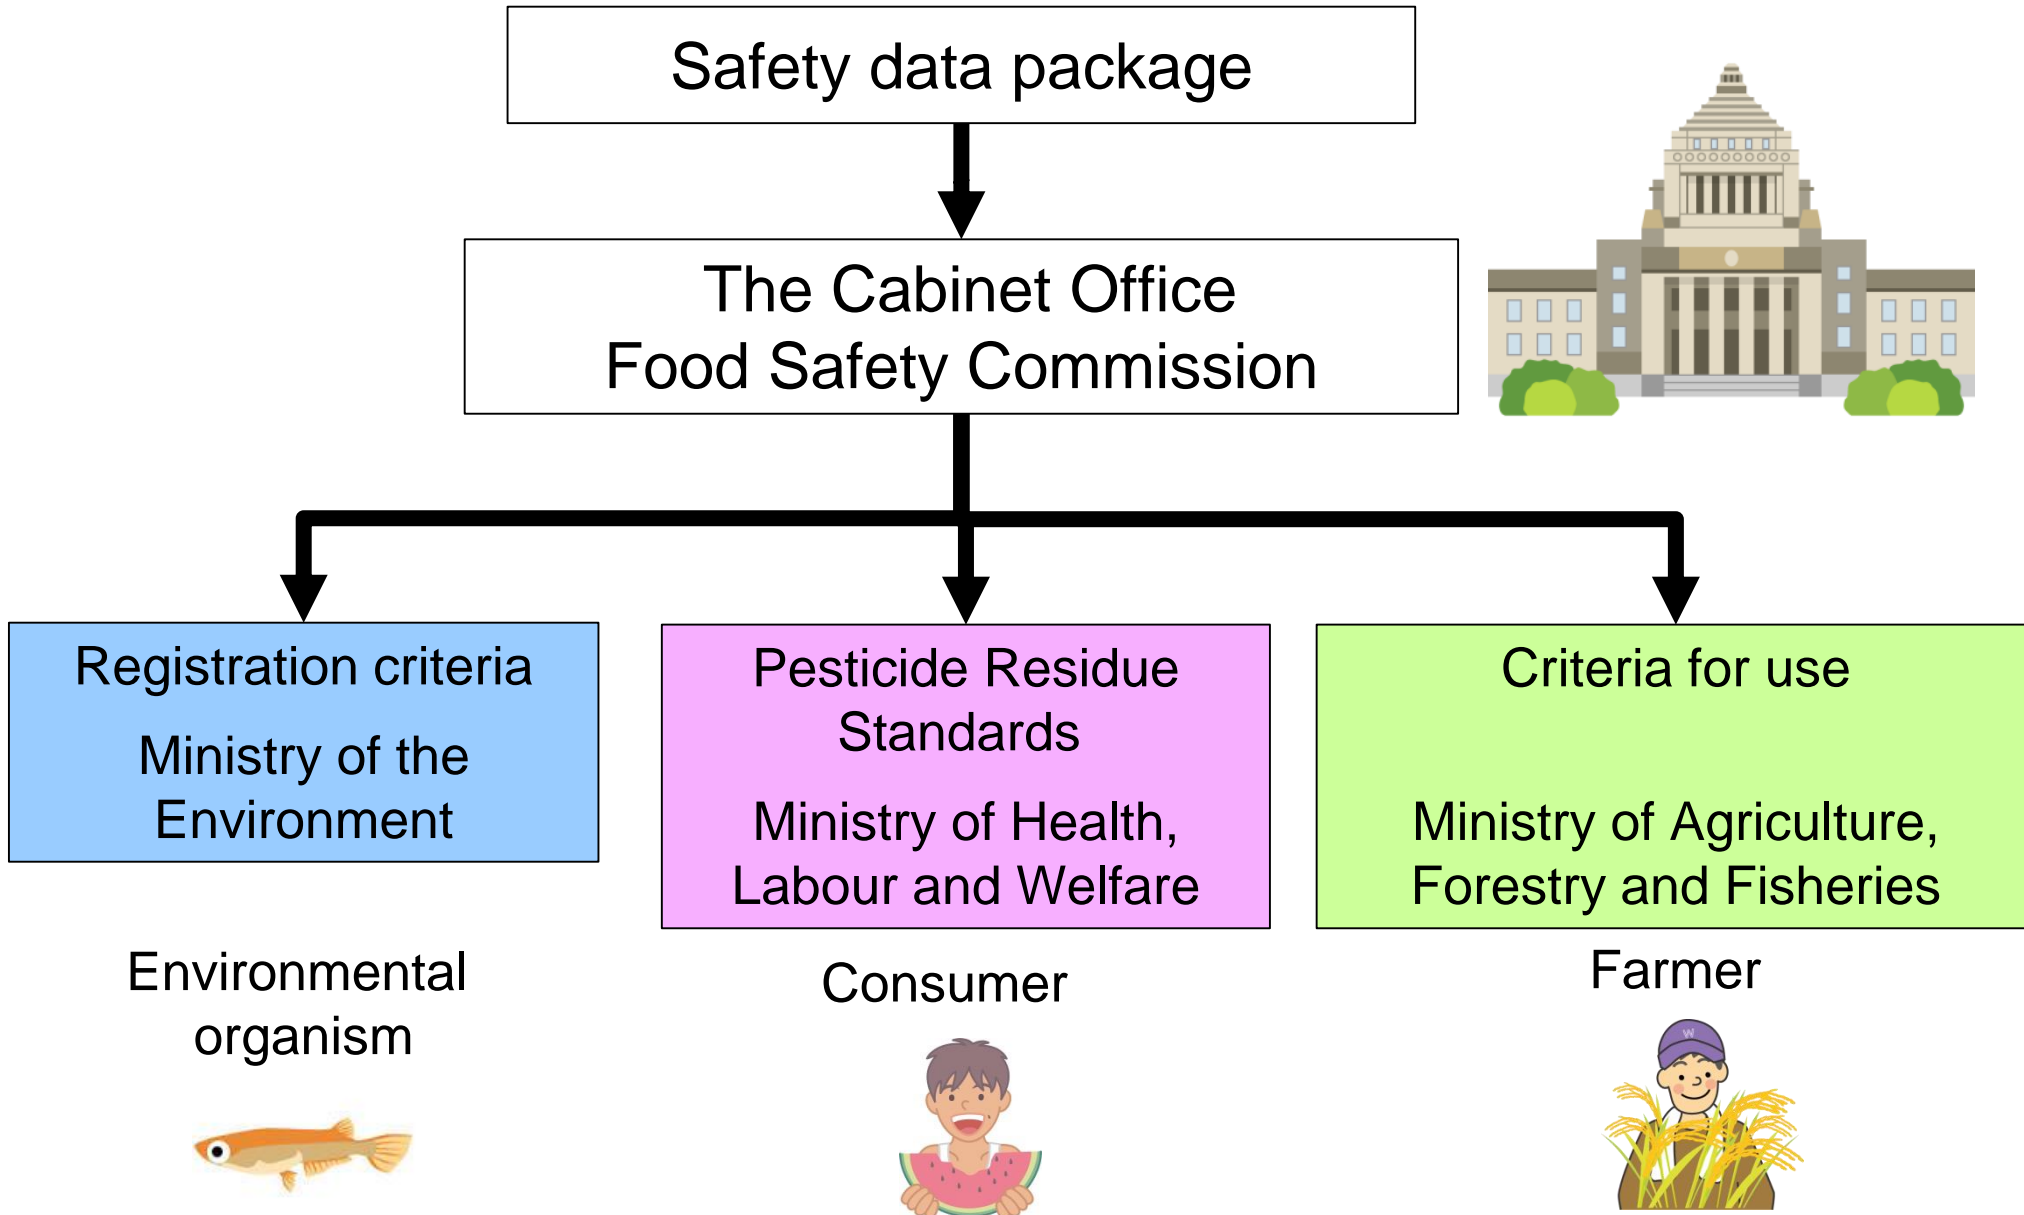 Safety data package
The Cabinet Office
Food Safety Commission
Registration criteria
Ministry of the
Environment
Pesticide Residue
Standards
Ministry of Health,
Labour and Welfare
Criteria for use
Ministry of Agriculture,
Forestry and Fisheries
Environmental
organism
Consumer
Farmer
W